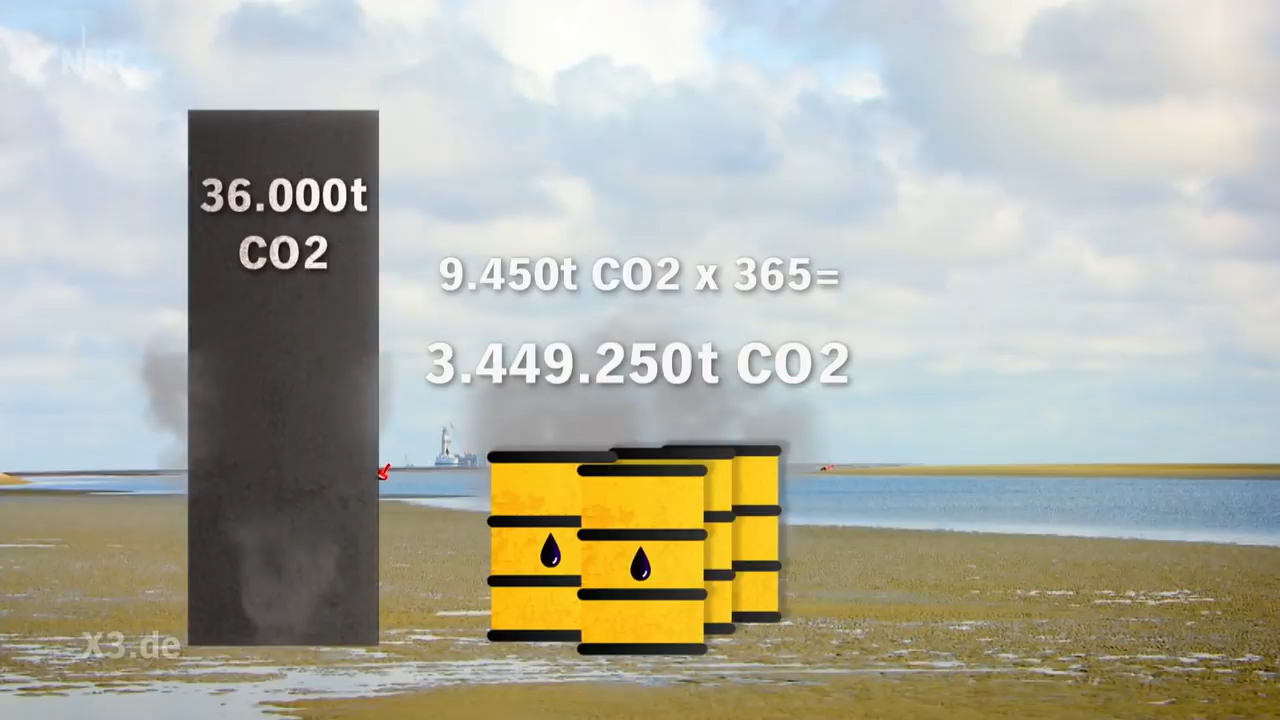 NDR
36.000t
CO2
9.450t CO2 x 365=
3.449.250t CO2
X3.de